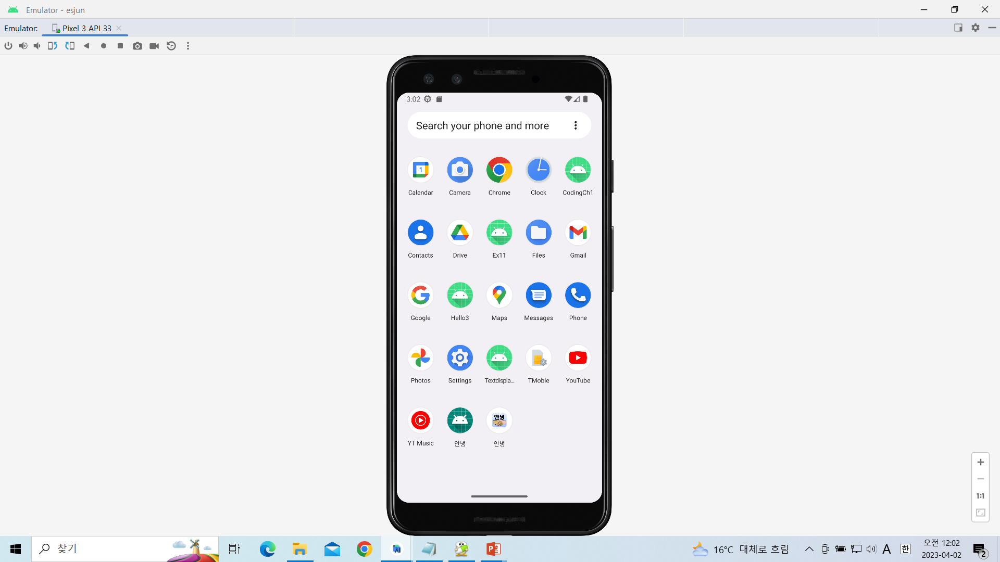 Emulator - esjun
Emulator: Pixel 3 API 33
3:02
Search your phone and more
1
Calendar Camera Chrome Clock CodingCh1
Contacts Drive Ex11 Files Gmail
Google Hello3 Maps Messages Phone
Photos Settings Textdispla... TMoble YouTube
안녕
YT Music 안녕 안녕
1:1
찾기
16°C 대체로 흐림
A 한
오전 12:02
2023-04-02
2